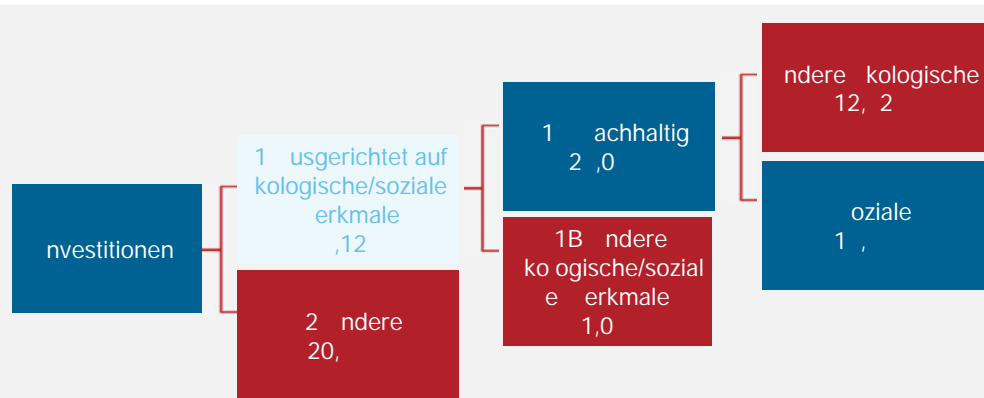 nvestitionen
1 usgerichtet auf
kologische/soziale
erkmale
,12
2 ndere
20,
1 achhaltig
2 ,0
1B ndere
ko ogische/sozial
e erkmale
1,0
ndere kologische
12, 2
oziale
1 ,